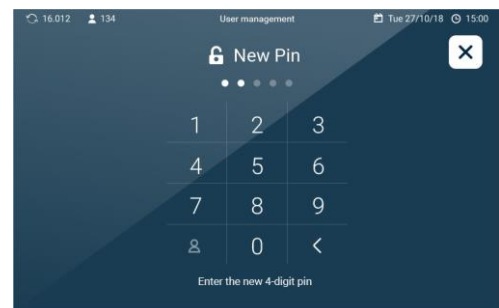 16.012 134 User management Tue 27/10/18 15:00
New Pin
1 2 3
4 5 6
7 8 9
0 <
Enter the new 4-digit pin